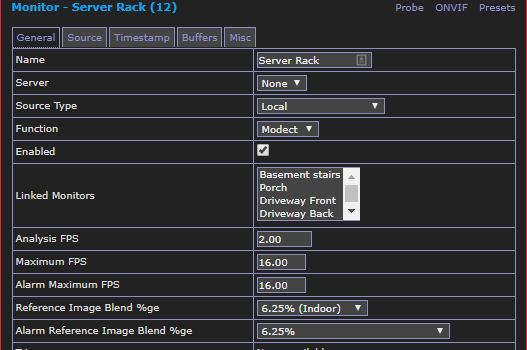 Monitor - Server Rack (12) Probe ONVIF Presets
General Source Timestamp Buffers Misc
Name Server Rack
Server None
Source Type Local
Function Modect
Enabled
Linked Monitors
Basement stairs
Porch
Driveway Front
Driveway Back
Analysis FPS 2.00
Maximum FPS 16.00
Alarm Maximum FPS 16.00
Reference Image Blend %ge 6.25% (Indoor)
Alarm Reference Image Blend %ge 6.25%